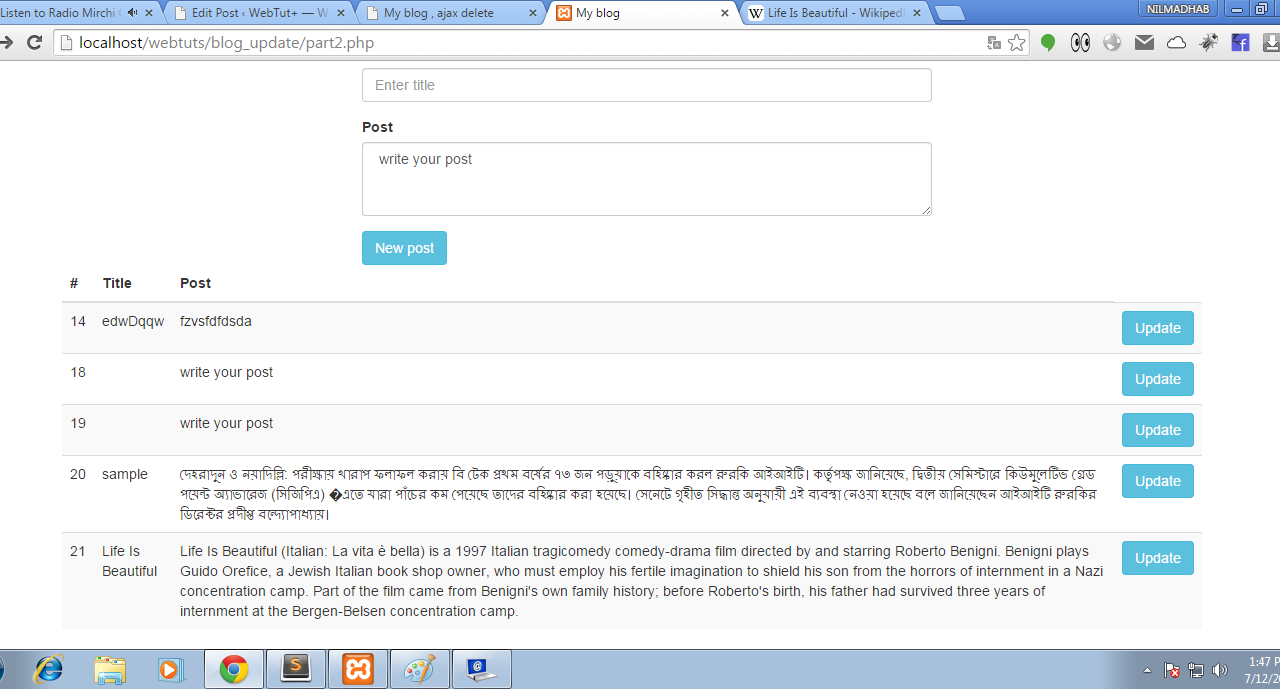 Listen to Radio Mirchi
Edit Post ‹ WebTut+ — W
My blog , ajax delete
My blog
Life Is Beautiful - Wikipedi
NILMADHAB
localhost/webtuts/blog_update/part2.php
Enter title
Post
write your post
New post
# Title Post
14 edwDqqw fzvsfdfdsda Update
18 write your post Update
19 write your post Update
20 sample দেহরাদুন ও নয়াদিল্লি: পরীক্ষায় খারাপ ফলাফল করায় বি টেক প্রথম বর্ষের ৭৩ জন পড়ুয়াকে বহিষ্কার করল রুরকি আইআইটি। কর্তৃপক্ষ জানিয়েছে, দ্বিতীয় সেমিস্টারে কিউমুলেটিভ গ্রেড Update
পয়েন্ট অ্যাভারেজ (সিজিপিএ) �এতে যারা পাঁচের কম পেয়েছে তাদের বহিষ্কার করা হয়েছে। সেনেটে গৃহীত সিদ্ধান্ত অনুযায়ী এই ব্যবস্থা নেওয়া হয়েছে বলে জানিয়েছেন আইআইটি রুরকির
ডিরেক্টর প্রদীপ্ত বন্দ্যোপাধ্যায়।
21 Life Is Life Is Beautiful (Italian: La vita è bella) is a 1997 Italian tragicomedy comedy-drama film directed by and starring Roberto Benigni. Benigni plays Update
Beautiful Guido Orefice, a Jewish Italian book shop owner, who must employ his fertile imagination to shield his son from the horrors of internment in a Nazi
concentration camp. Part of the film came from Benigni's own family history; before Roberto's birth, his father had survived three years of
internment at the Bergen-Belsen concentration camp.
1:47 P
7/12/2